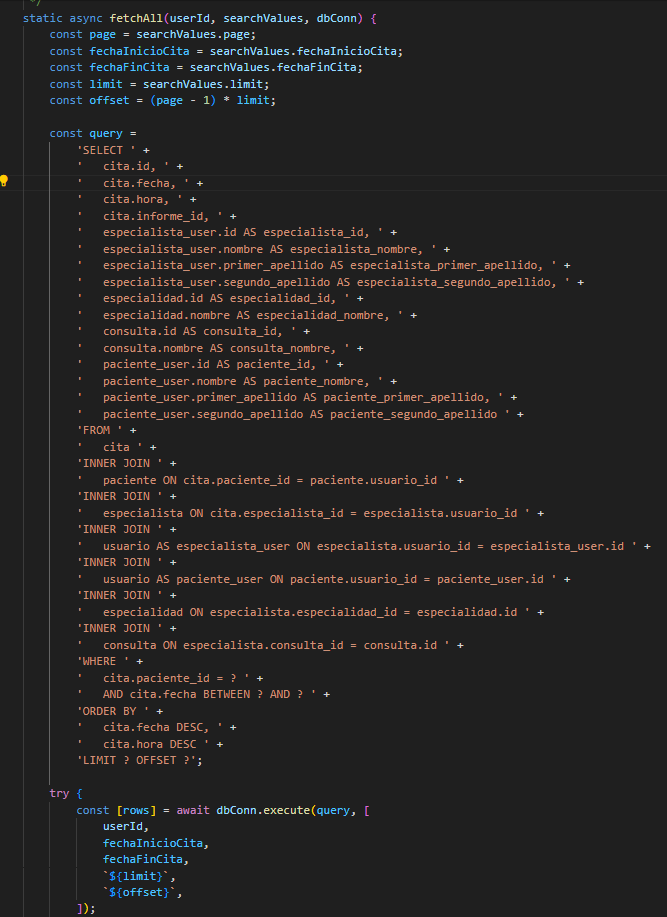 */
static async fetchAll(userId, searchValues, dbConn) {
    const page = searchValues.page;
    const fechaInicioCita = searchValues.fechaInicioCita;
    const fechaFinCita = searchValues.fechaFinCita;
    const limit = searchValues.limit;
    const offset = (page - 1) * limit;

    const query =
        'SELECT ' +
        '   cita.id, ' +
        '   cita.fecha, ' +
        '   cita.hora, ' +
        '   cita.informe_id, ' +
        '   especialista_user.id AS especialista_id, ' +
        '   especialista_user.nombre AS especialista_nombre, ' +
        '   especialista_user.primer_apellido AS especialista_primer_apellido, ' +
        '   especialista_user.segundo_apellido AS especialista_segundo_apellido, ' +
        '   especialidad.id AS especialidad_id, ' +
        '   especialidad.nombre AS especialidad_nombre, ' +
        '   consulta.id AS consulta_id, ' +
        '   consulta.nombre AS consulta_nombre, ' +
        '   paciente_user.id AS paciente_id, ' +
        '   paciente_user.nombre AS paciente_nombre, ' +
        '   paciente_user.primer_apellido AS paciente_primer_apellido, ' +
        '   paciente_user.segundo_apellido AS paciente_segundo_apellido ' +
        'FROM ' +
        '   cita ' +
        'INNER JOIN ' +
        '   paciente ON cita.paciente_id = paciente.usuario_id ' +
        'INNER JOIN ' +
        '   especialista ON cita.especialista_id = especialista.usuario_id ' +
        'INNER JOIN ' +
        '   usuario AS especialista_user ON especialista.usuario_id = especialista_user.id ' +
        'INNER JOIN ' +
        '   usuario AS paciente_user ON paciente.usuario_id = paciente_user.id ' +
        'INNER JOIN ' +
        '   especialidad ON especialista.especialidad_id = especialidad.id ' +
        'INNER JOIN ' +
        '   consulta ON especialista.consulta_id = consulta.id ' +
        'WHERE ' +
        '   cita.paciente_id = ? ' +
        '   AND cita.fecha BETWEEN ? AND ? ' +
        'ORDER BY ' +
        '   cita.fecha DESC, ' +
        '   cita.hora DESC ' +
        'LIMIT ? OFFSET ?';

    try {
        const [rows] = await dbConn.execute(query, [
            userId,
            fechaInicioCita,
            fechaFinCita,
            `${limit}`,
            `${offset}`,
        ]);